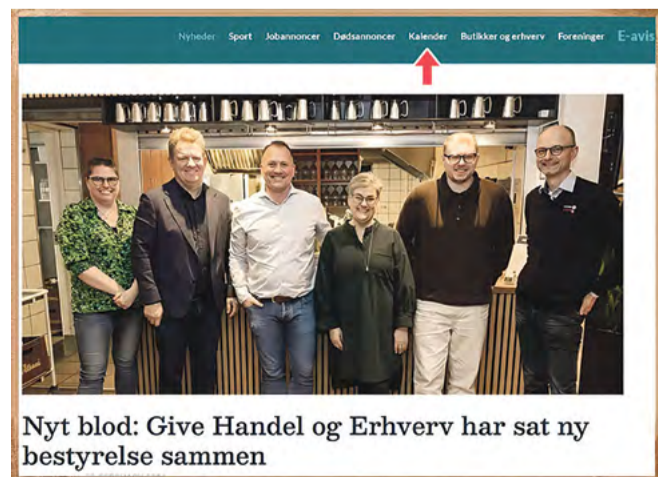 Nyheder Sport Jobannoncer Dødsannoncer Kalender Butikker og erhverv Foreninger E-avis
Nyt blod: Give Handel og Erhverv har sat ny
bestyrelse sammen